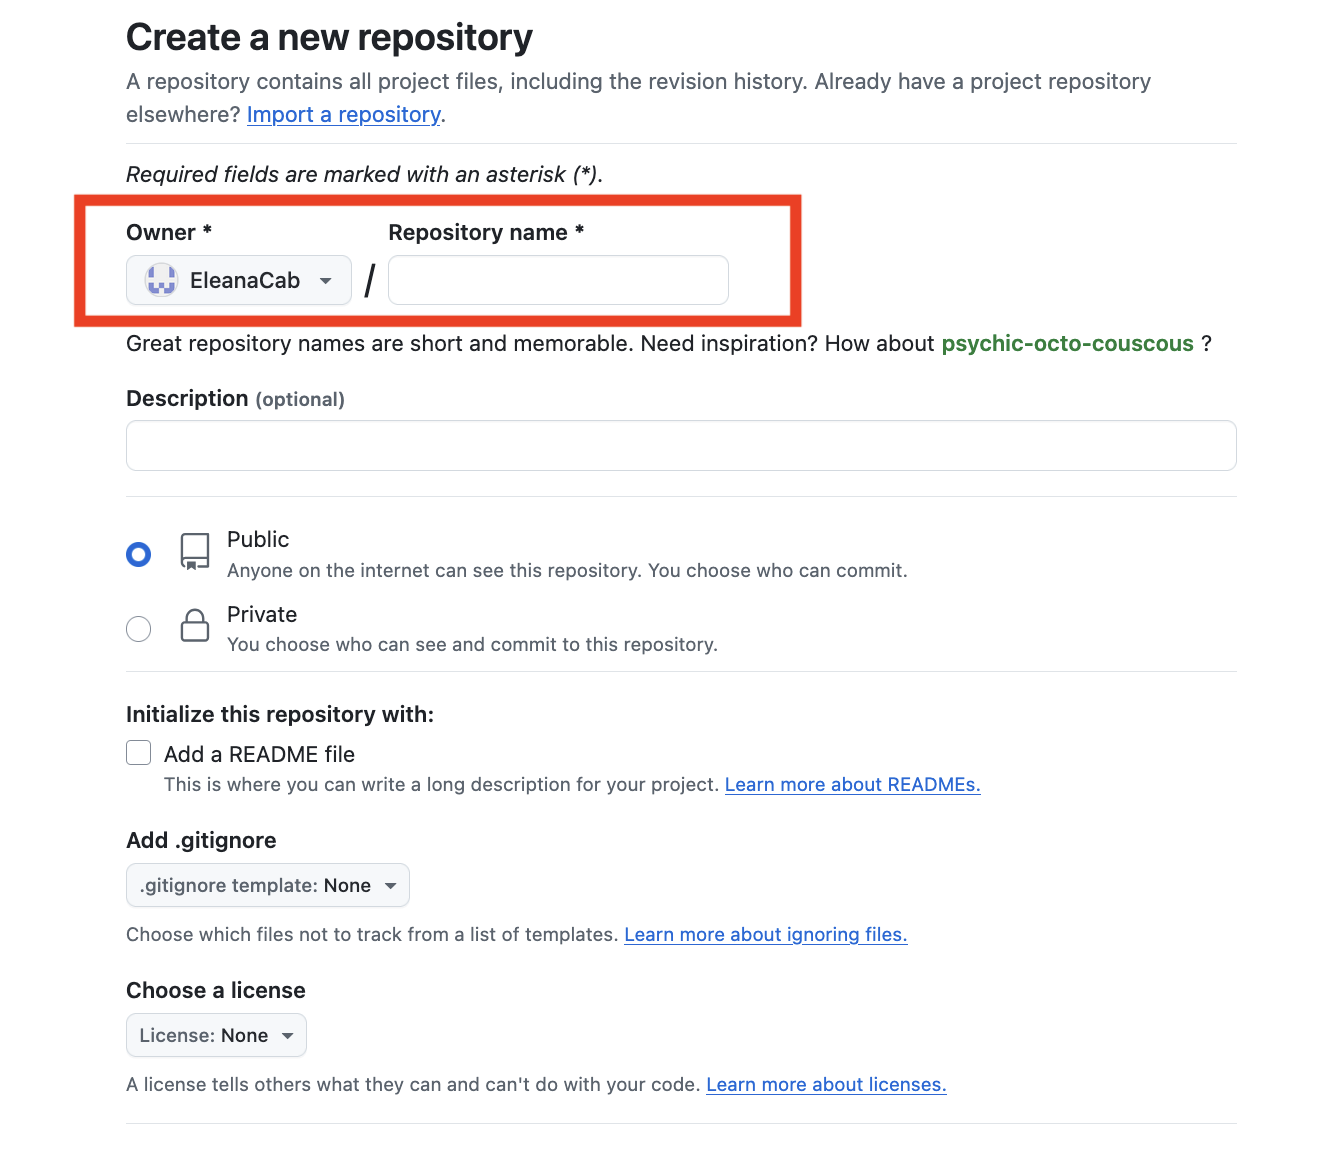 Create a new repository
A repository contains all project files, including the revision history. Already have a project repository
elsewhere? Import a repository.
Required fields are marked with an asterisk (*).
Owner * Repository name *
EleanaCab /
Great repository names are short and memorable. Need inspiration? How about psychic-octo-couscous ?
Description (optional)
Public
Anyone on the internet can see this repository. You choose who can commit.
Private
You choose who can see and commit to this repository.
Initialize this repository with:
Add a README file
This is where you can write a long description for your project. Learn more about READMEs.
Add .gitignore
.gitignore template: None
Choose which files not to track from a list of templates. Learn more about ignoring files.
Choose a license
License: None
A license tells others what they can and can't do with your code. Learn more about licenses.